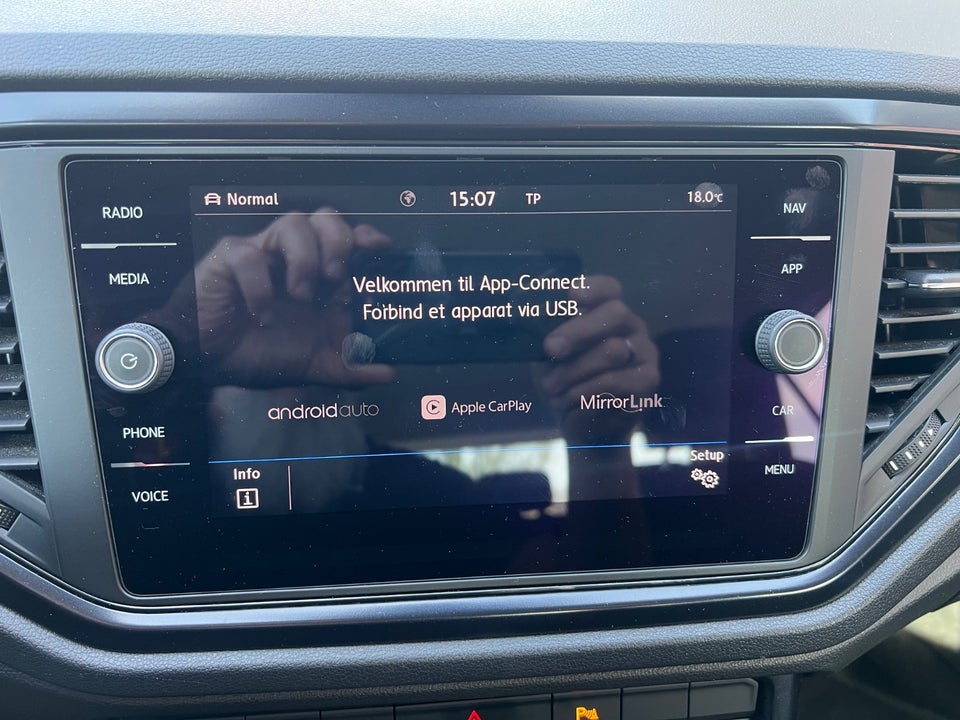 Normal 15:07 TP 18.0°C
RADIO
MEDIA
PHONE
VOICE
Velkommen til App-Connect.
Forbind et apparat via USB.
androidauto Apple CarPlay MirrorLink
Info
i
Setup
NAV
APP
CAR
MENU